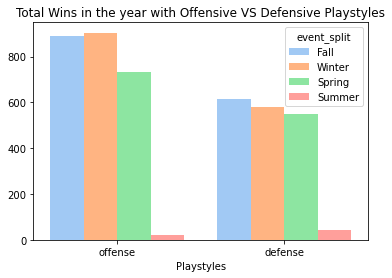 Total Wins in the year with Offensive VS Defensive Playstyles
event_split
Fall
Winter
Spring
Summer
800
600
400
200
0
offense
defense
Playstyles